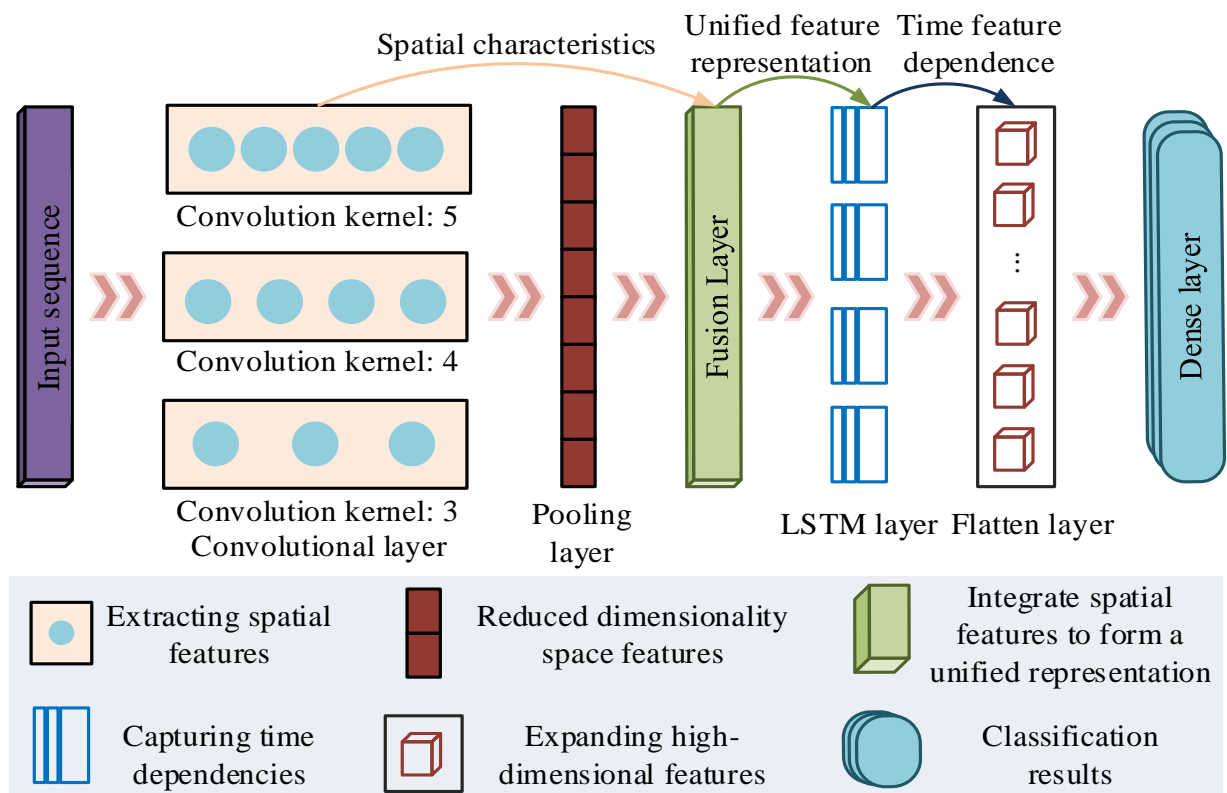 Spatial characteristics
Unified feature
representation
Time feature
dependence
Input sequence
Convolution kernel: 5
Convolution kernel: 4
Convolution kernel: 3
Convolutional layer
Pooling
layer
Fusion Layer
LSTM layer
...
Flatten layer
Dense layer
Extracting spatial
features
Reduced dimensionality
space features
Integrate spatial
features to form a
unified representation
Capturing time
dependencies
Expanding high-
dimensional features
Classification
results